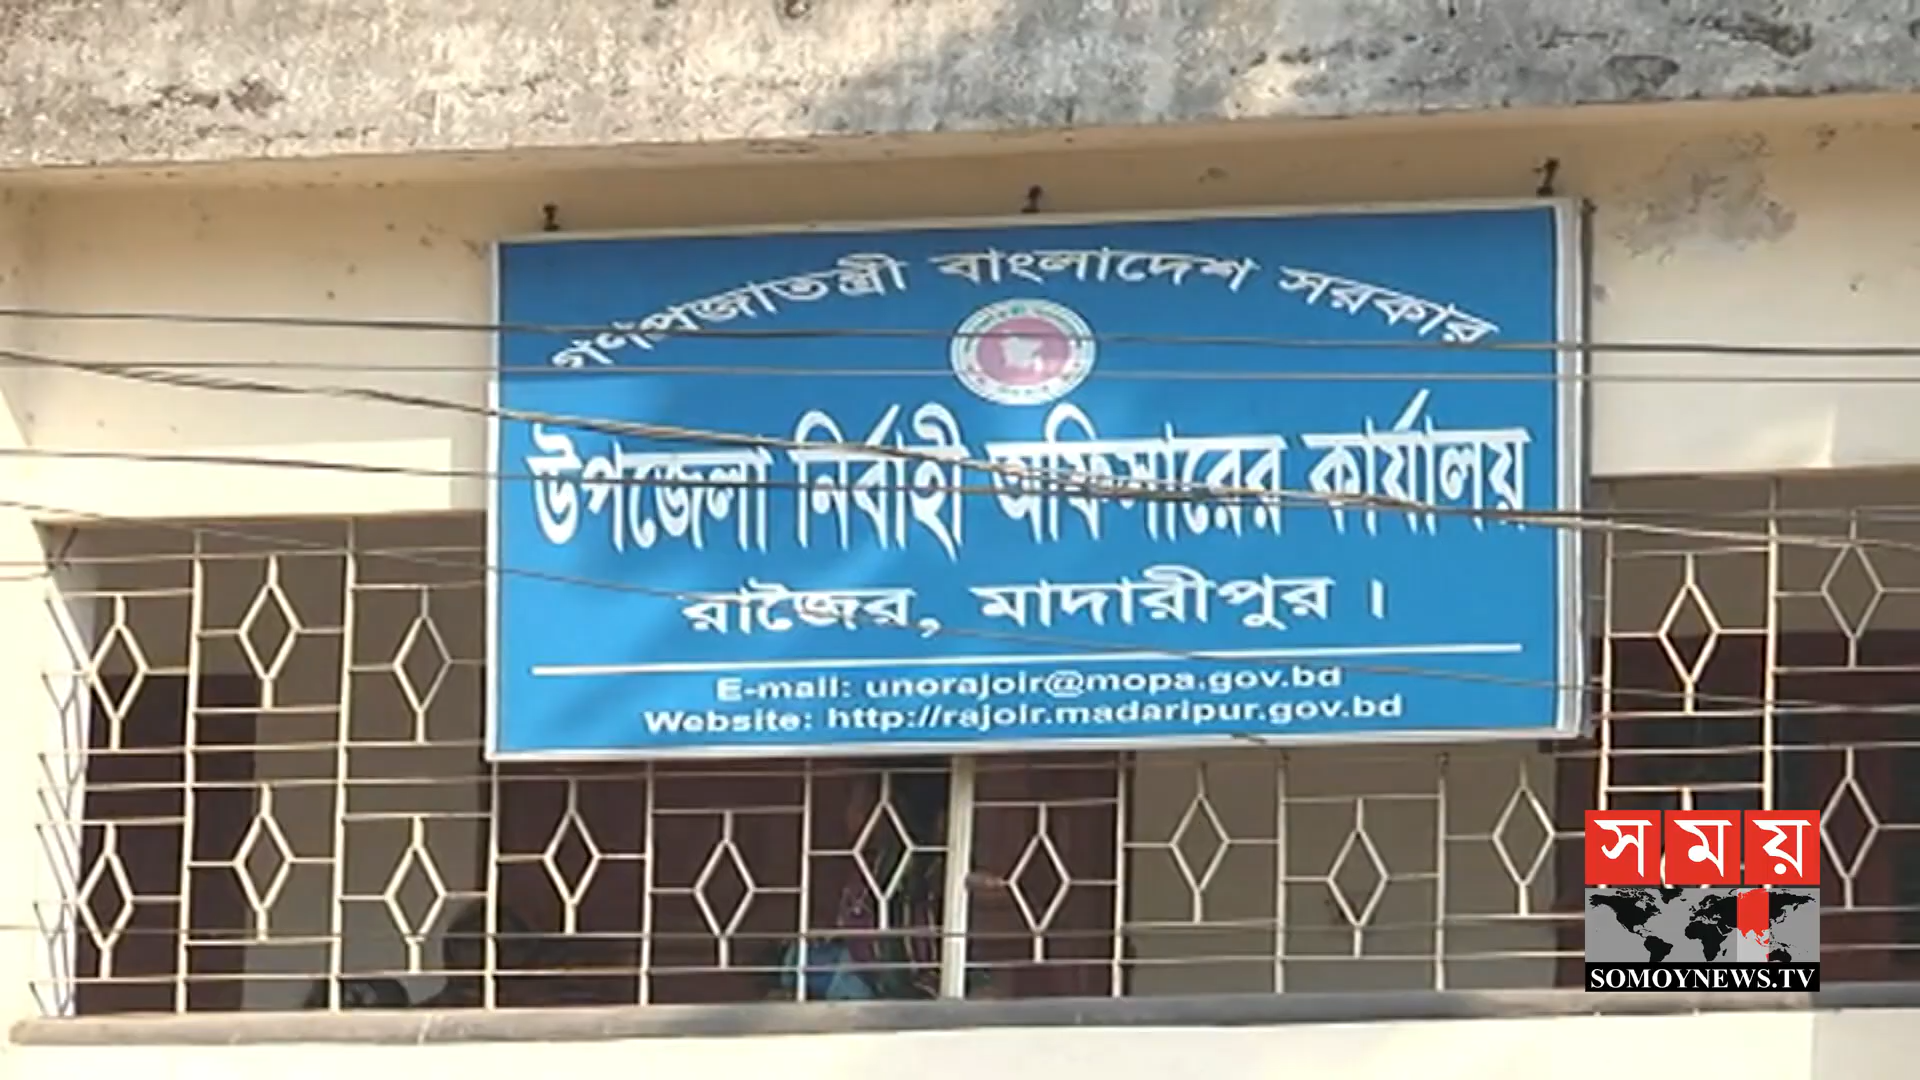 গণপ্রজাতন্ত্রী বাংলাদেশ সরকার
উপজেলা নির্বাহী অফিসারের কার্যালয়
রাজৈর, মাদারীপুর।
E-mail: unorajoir@mopa.gov.bd
Website: http://rajoir.madaripur.gov.bd
সময়
SOMOYNEWS.TV